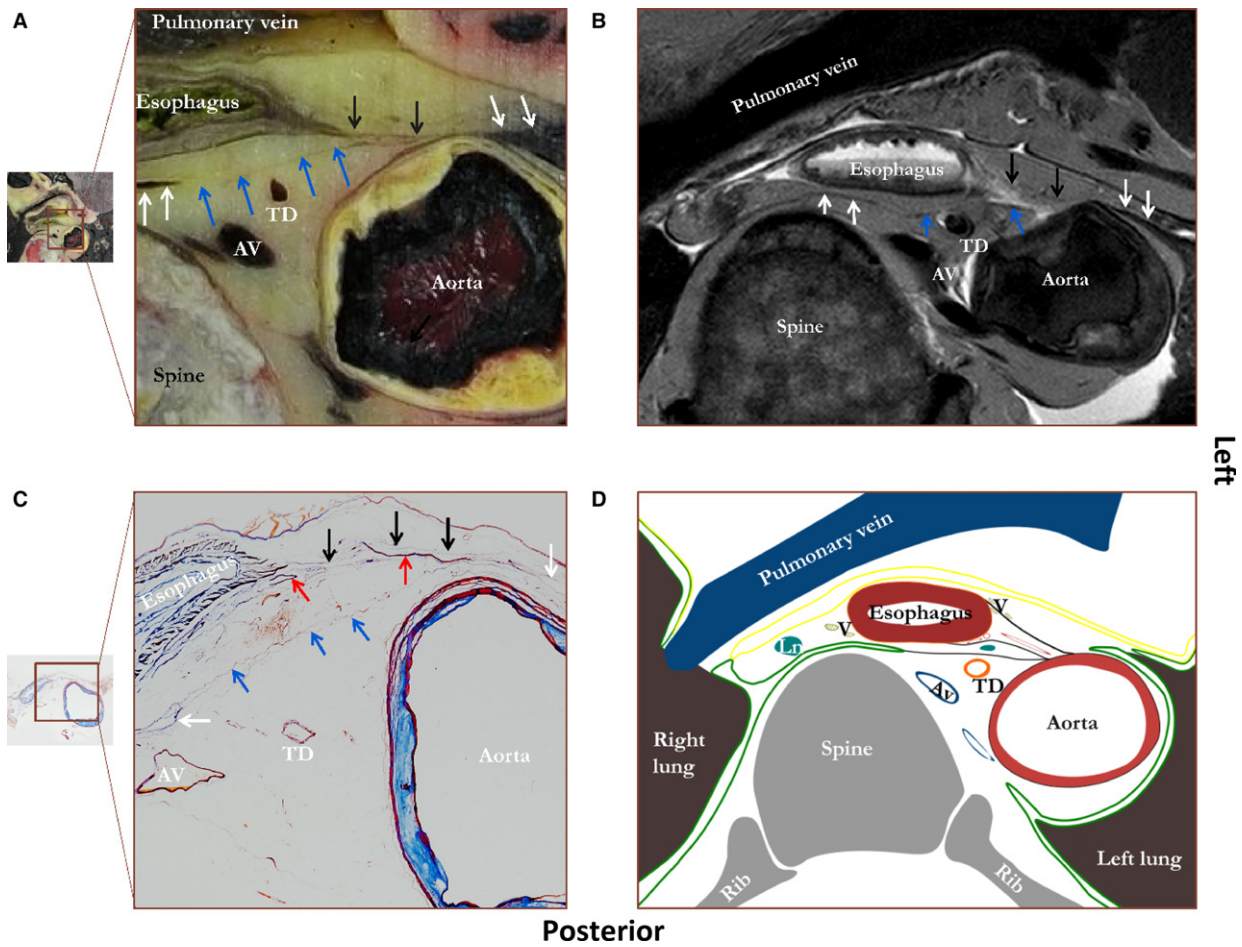 A
Pulmonary vein
Esophagus
TD
AV
Aorta
Spine
B
Pulmonary vein
Esophagus
TD
AV
Aorta
Spine
Left
C
Esophagus
TD
AV
Aorta
D
Pulmonary vein
Esophagus
V
V
Ln
TD
AV
Aorta
Right
lung
Spine
Left lung
Rib
Rib
Posterior